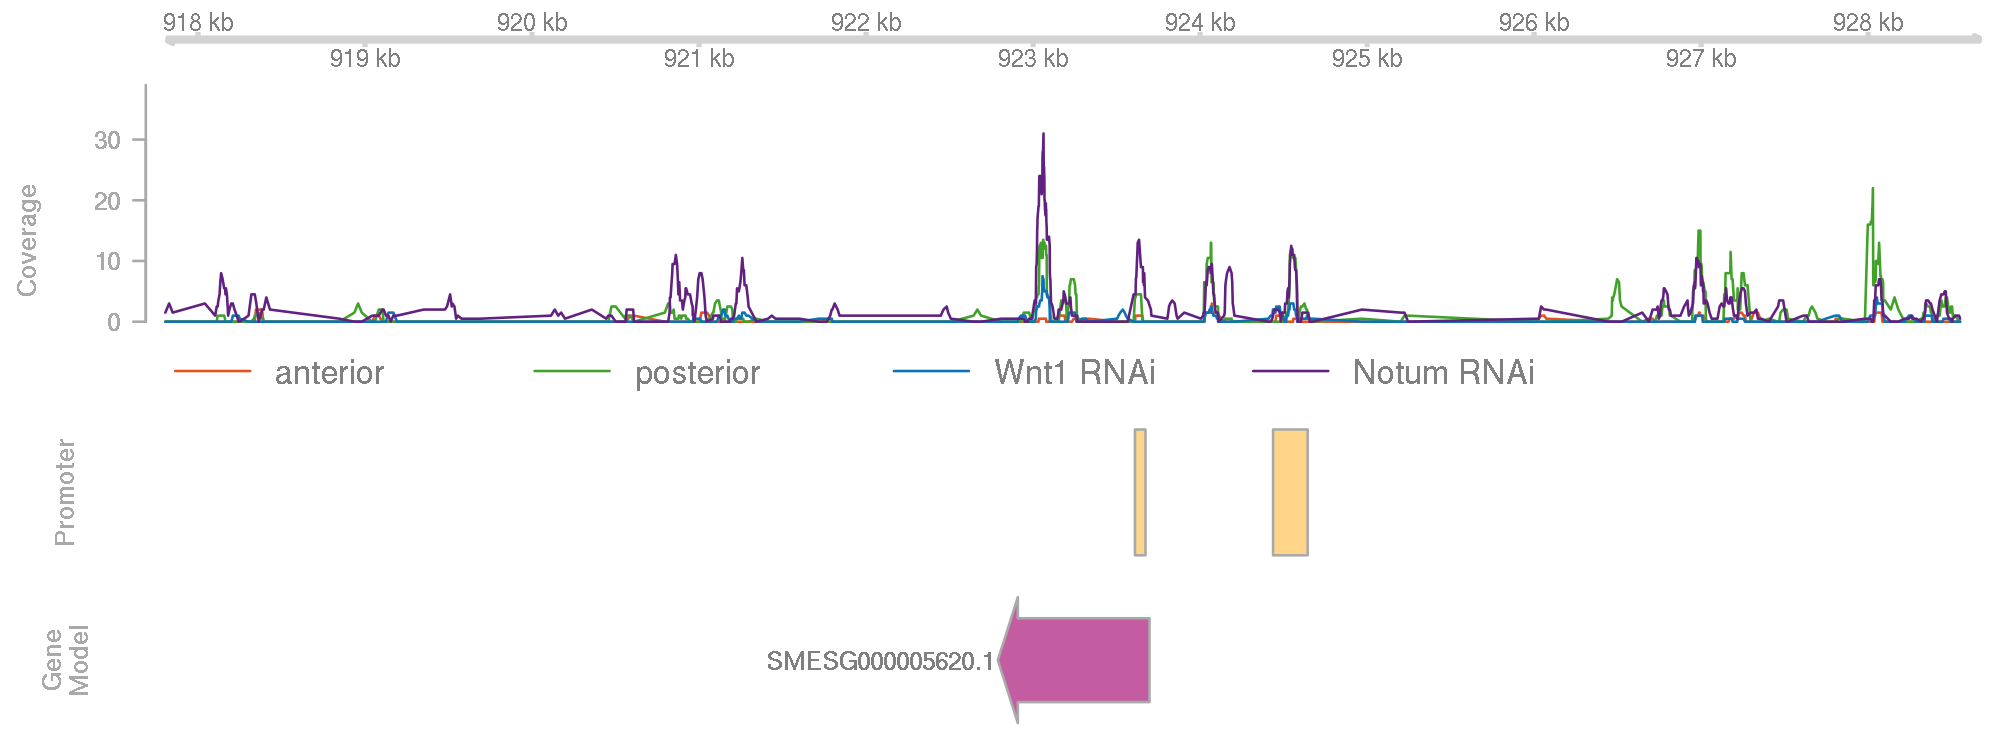 918 kb 920 kb 922 kb 924 kb 926 kb 928 kb
919 kb 921 kb 923 kb 925 kb 927 kb
Coverage
30
20
10
0
anterior posterior Wnt1 RNAi Notum RNAi
Promoter
Gene
Model
SMESG000005620.1